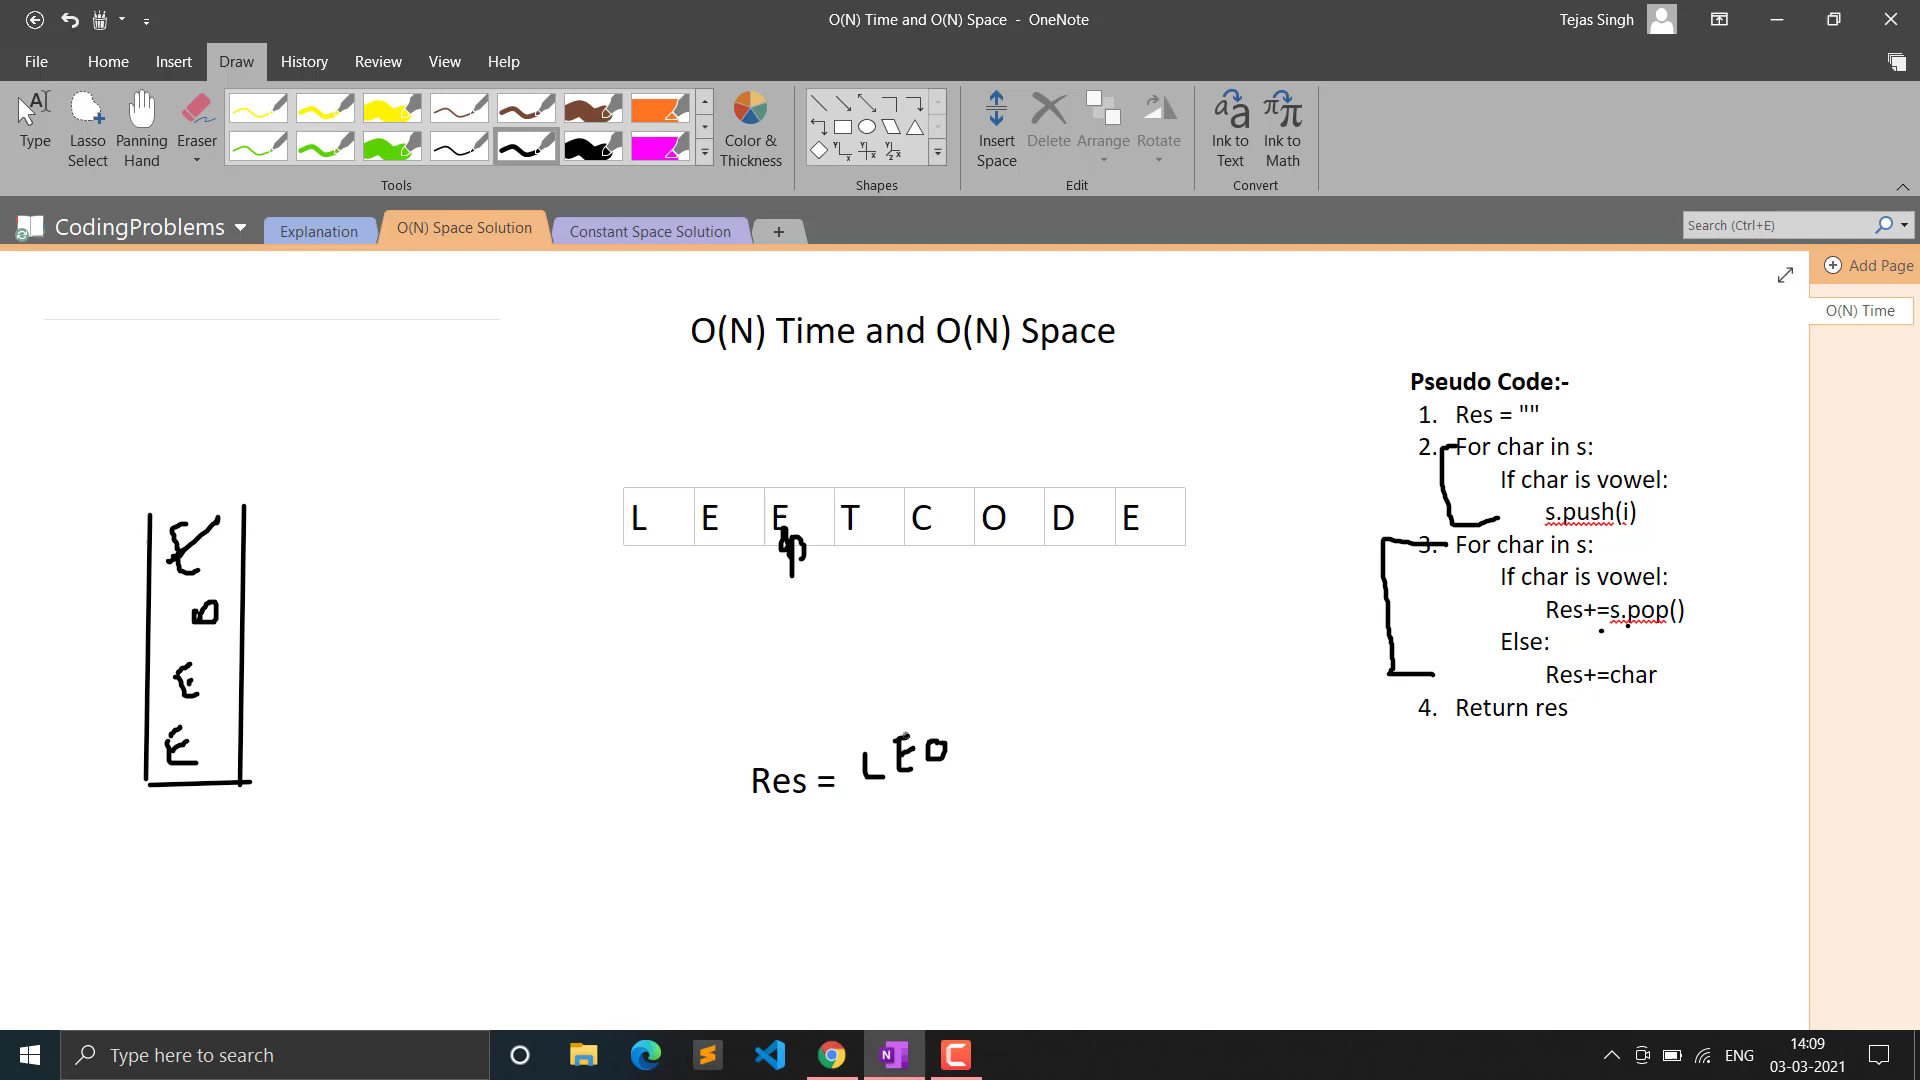 O(N) Time and O(N) Space - OneNote
Tejas Singh
File Home Insert Draw History Review View Help
Type
Lasso Select
Panning Hand
Eraser
Color & Thickness
Insert Space
Delete
Arrange
Rotate
Ink to Text
Ink to Math
Tools
Shapes
Edit
Convert
CodingProblems
Explanation
O(N) Space Solution
Constant Space Solution
+
Search (Ctrl+E)
Add Page
O(N) Time
O(N) Time and O(N) Space
Pseudo Code:-
1. Res = ""
2. For char in s:
If char is vowel:
s.push(i)
3. For char in s:
If char is vowel:
Res+=s.pop()
Else:
Res+=char
4. Return res
L E E T C O D E
E
O
E
E
Res = LEO
Type here to search
ENG
14:09
03-03-2021